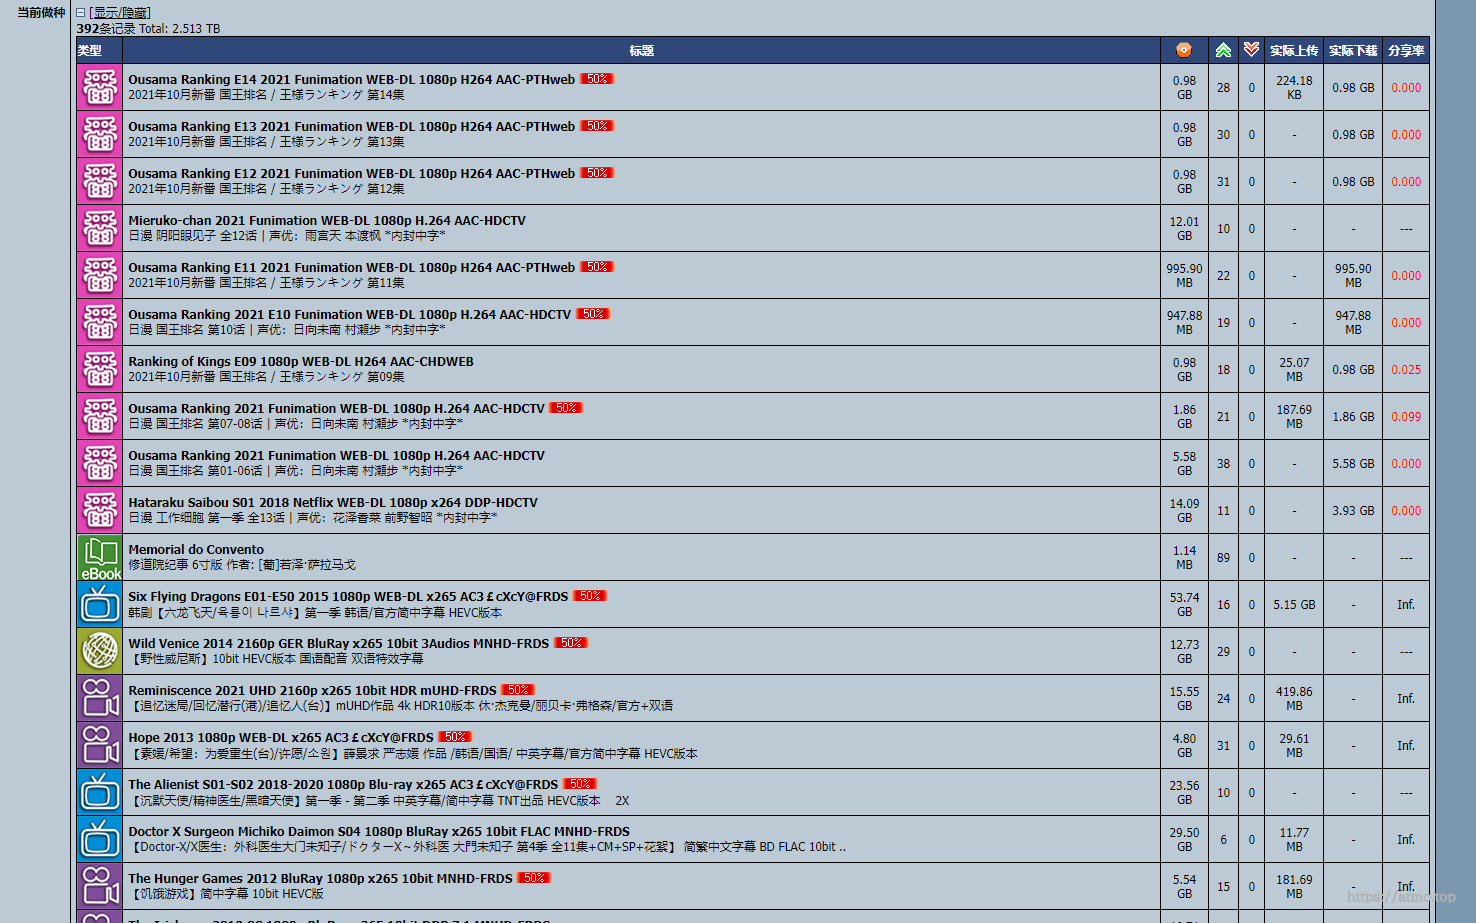 当前做种
[显示/隐藏]
392条记录 Total: 2.513 TB
类型 标题 实际上传 实际下载 分享率
Ousama Ranking E14 2021 Funimation WEB-DL 1080p H264 AAC-PTHweb 50%
2021年10月新番 国王排名 / 王様ランキング 第14集
0.98 GB 28 0 224.18 KB 0.98 GB 0.000
Ousama Ranking E13 2021 Funimation WEB-DL 1080p H264 AAC-PTHweb 50%
2021年10月新番 国王排名 / 王様ランキング 第13集
0.98 GB 30 0 - 0.98 GB 0.000
Ousama Ranking E12 2021 Funimation WEB-DL 1080p H264 AAC-PTHweb 50%
2021年10月新番 国王排名 / 王様ランキング 第12集
0.98 GB 31 0 - 0.98 GB 0.000
Mieruko-chan 2021 Funimation WEB-DL 1080p H.264 AAC-HDCTV
日漫 阴阳眼见子 全12话 | 声优：雨宫天 本渡枫 *内封中字*
12.01 GB 10 0 - - ---
Ousama Ranking E11 2021 Funimation WEB-DL 1080p H264 AAC-PTHweb 50%
2021年10月新番 国王排名 / 王様ランキング 第11集
995.90 MB 22 0 - 995.90 MB 0.000
Ousama Ranking 2021 E10 Funimation WEB-DL 1080p H.264 AAC-HDCTV 50%
日漫 国王排名 第10话 | 声优：日向未南 村瀬步 *内封中字*
947.88 MB 19 0 - 947.88 MB 0.000
Ranking of Kings E09 1080p WEB-DL H264 AAC-CHDWEB
2021年10月新番 国王排名 / 王様ランキング 第09集
0.98 GB 18 0 25.07 MB 0.98 GB 0.025
Ousama Ranking 2021 Funimation WEB-DL 1080p H.264 AAC-HDCTV 50%
日漫 国王排名 第07-08话 | 声优：日向未南 村瀬步 *内封中字*
1.86 GB 21 0 187.69 MB 1.86 GB 0.099
Ousama Ranking 2021 Funimation WEB-DL 1080p H.264 AAC-HDCTV
日漫 国王排名 第01-06话 | 声优：日向未南 村瀬步 *内封中字*
5.58 GB 38 0 - 5.58 GB 0.000
Hataraku Saibou S01 2018 Netflix WEB-DL 1080p x264 DDP-HDCTV
日漫 工作细胞 第一季 全13话 | 声优：花泽香菜 前野智昭 *内封中字*
14.09 GB 11 0 - 3.93 GB 0.000
eBook
Memorial do Convento
修道院纪事 6寸版 作者: [葡]若泽·萨拉马戈
1.14 MB 89 0 - - ---
Six Flying Dragons E01-E50 2015 1080p WEB-DL x265 AC3￡cXcY@FRDS 50%
韩剧【六龙飞天/육룡이 나르샤】第一季 韩语/官方简中字幕 HEVC版本
53.74 GB 16 0 5.15 GB - Inf.
Wild Venice 2014 2160p GER BluRay x265 10bit 3Audios MNHD-FRDS 50%
【野性威尼斯】10bit HEVC版本 国语配音 双语特效字幕
12.73 GB 29 0 - - ---
Reminiscence 2021 UHD 2160p x265 10bit HDR mUHD-FRDS 50%
【追忆迷局/回忆潜行(港)/追忆人(台)】mUHD作品 4k HDR10版本 休·杰克曼/丽贝卡·弗格森/官方+双语
15.55 GB 24 0 419.86 MB - Inf.
Hope 2013 1080p WEB-DL x265 AC3￡cXcY@FRDS 50%
【素媛/希望：为爱重生(台)/许愿/소원】薛景求 严志媛 作品 /韩语/国语/ 中英字幕/官方简中字幕 HEVC版本
4.80 GB 31 0 29.61 MB - Inf.
The Alienist S01-S02 2018-2020 1080p Blu-ray x265 AC3￡cXcY@FRDS 50%
【沉默天使/精神医生/黑暗天使】第一季 - 第二季 中英字幕/简中字幕 TNT出品 HEVC版本 2X
23.56 GB 10 0 - - ---
Doctor X Surgeon Michiko Daimon S04 1080p BluRay x265 10bit FLAC MNHD-FRDS
【Doctor-X/X医生：外科医生大门未知子/ドクターX～外科医 大門未知子 第4季 全11集+CM+SP+花絮】 简繁中文字幕 BD FLAC 10bit ..
29.50 GB 6 0 11.77 MB - Inf.
The Hunger Games 2012 BluRay 1080p x265 10bit MNHD-FRDS 50%
【饥饿游戏】简中字幕 10bit HEVC版
5.54 GB 15 0 181.69 MB - Inf.